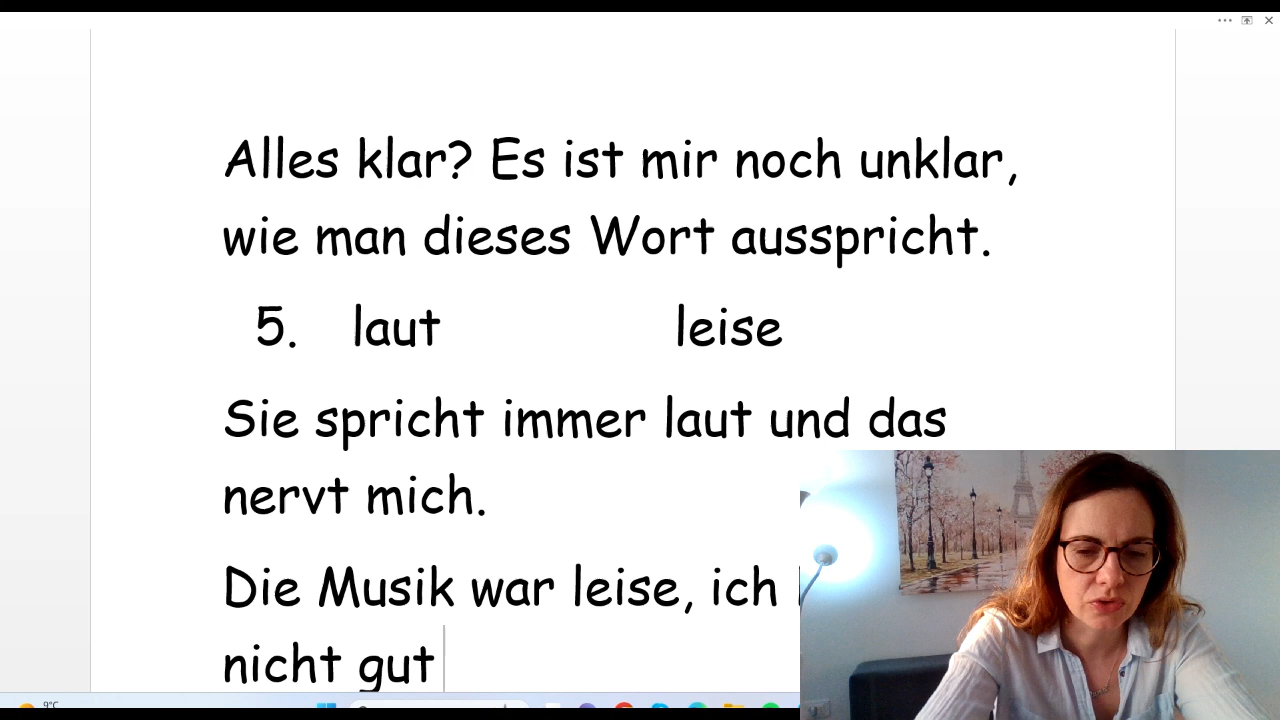 Alles klar? Es ist mir noch unklar,
wie man dieses Wort ausspricht.
5. laut leise
Sie spricht immer laut und das
nervt mich.
Die Musik war leise, ich
nicht gut
9°C